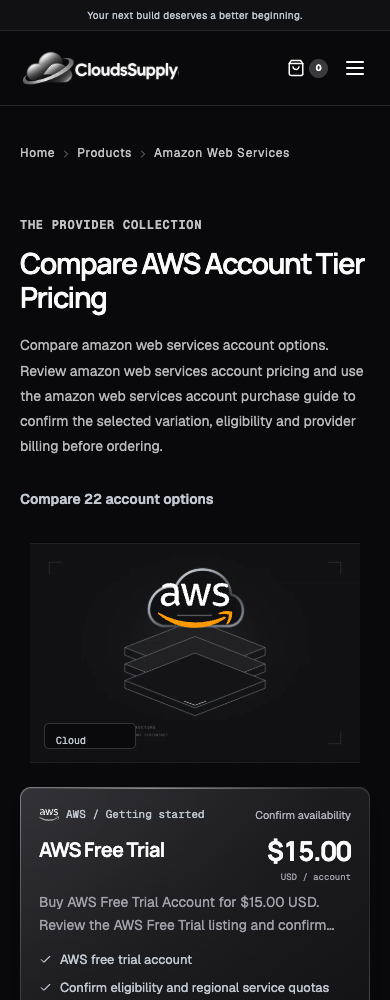 Your next build deserves a better beginning.
CloudsSupply
0
Home > Products > Amazon Web Services
THE PROVIDER COLLECTION
Compare AWS Account Tier
Pricing
Compare amazon web services account options.
Review amazon web services account pricing and use
the amazon web services account purchase guide to
confirm the selected variation, eligibility and provider
billing before ordering.
Compare 22 account options
aws
Cloud
aws AWS / Getting started
Confirm availability
AWS Free Trial
$15.00
USD / account
Buy AWS Free Trial Account for $15.00 USD.
Review the AWS Free Trial listing and confirm...
AWS free trial account
Confirm eligibility and regional service quotas